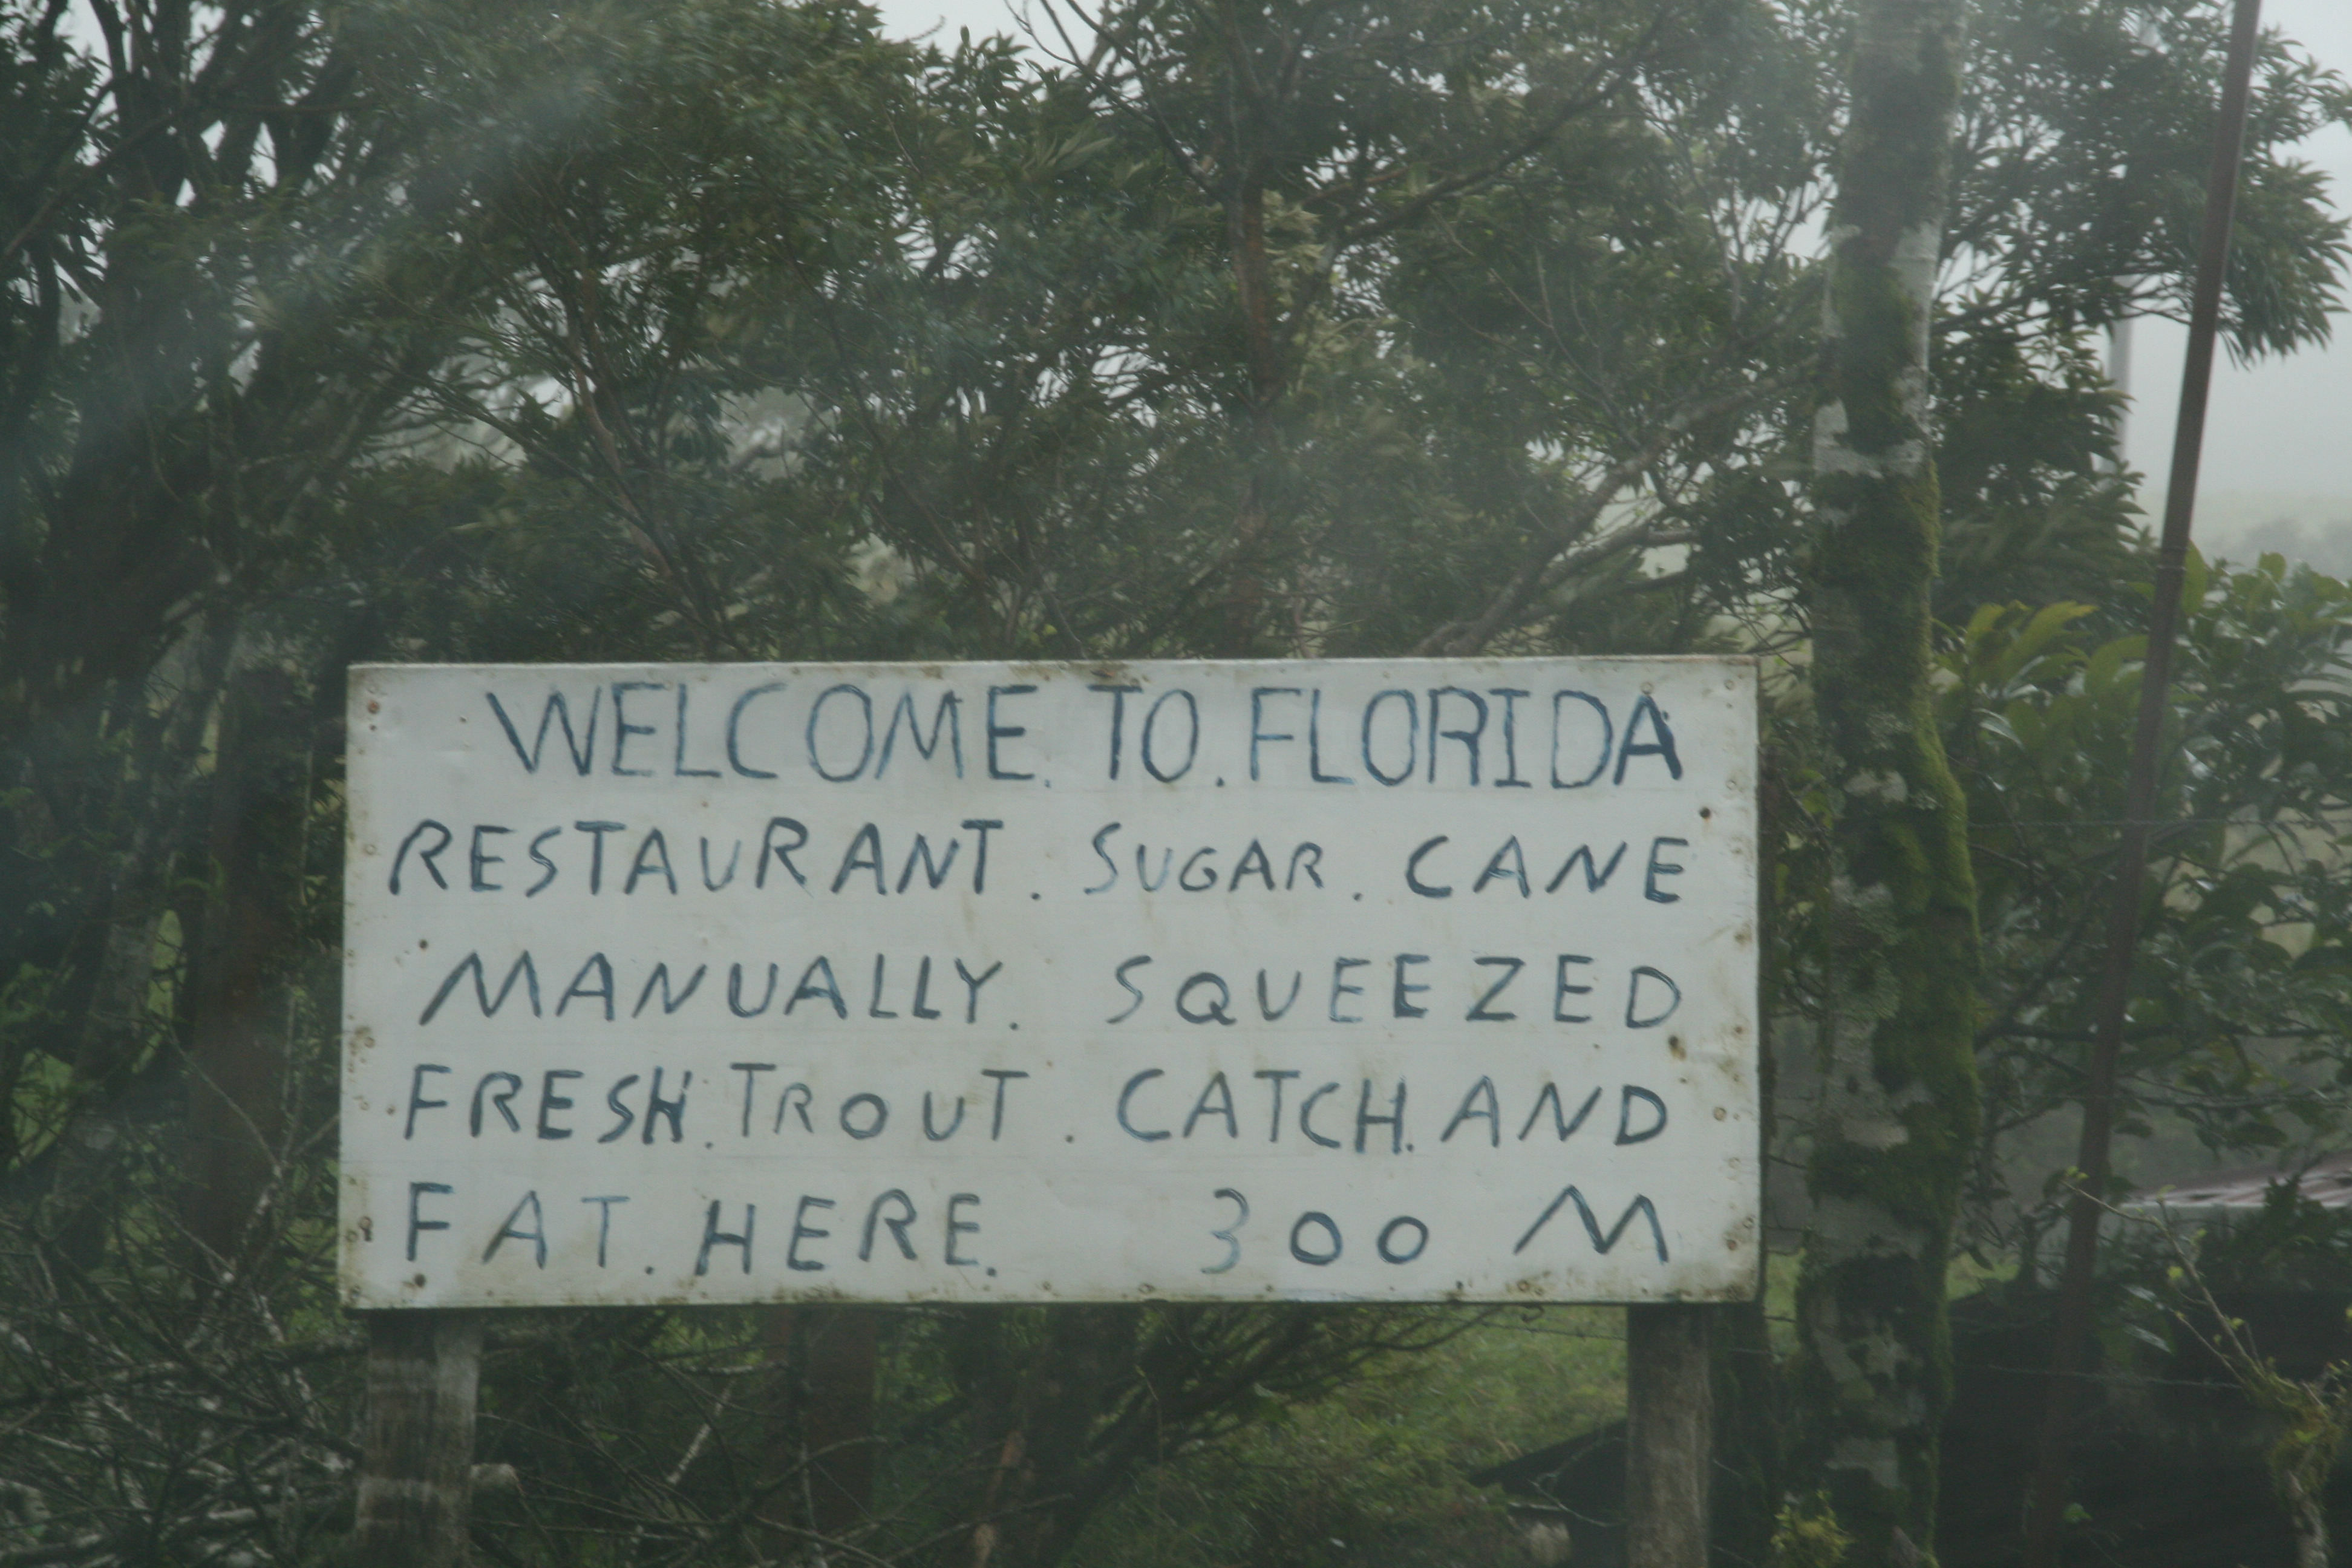 WELCOME. TO. FLORIDA
RESTAURANT. SUGAR. CANE
MANUALLY. SQUEEZED
FRESH. TROUT. CATCH. AND
FAT. HERE. 300 M